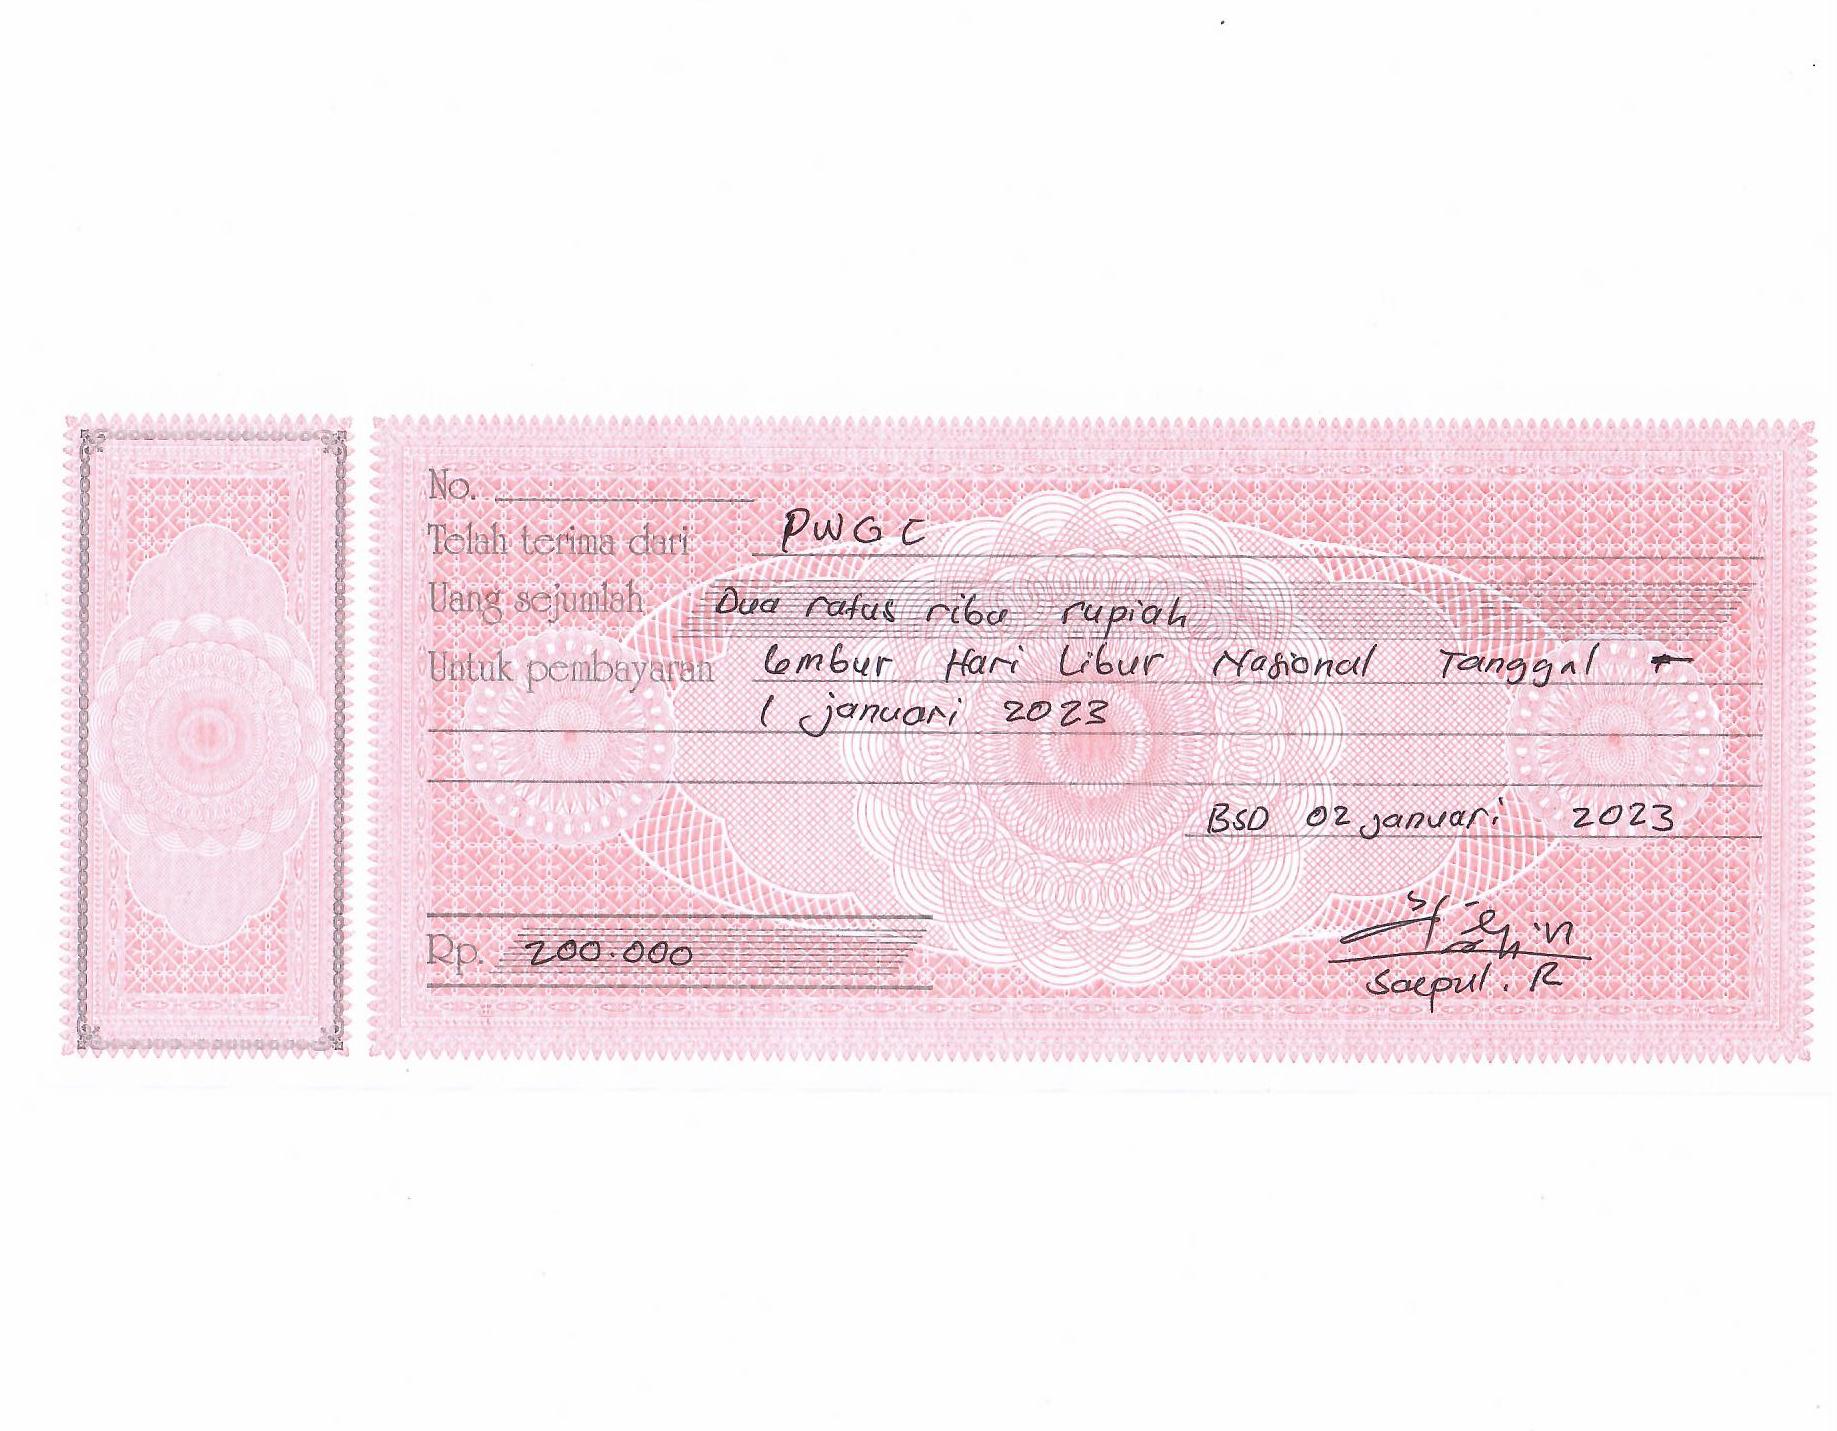 No.
Telah terima dari PWGC
Uang sejumlah Dua ratus ribu rupiah
Untuk pembayaran lembur Hari Libur Nasional Tanggal
1 januari 2023
BSD 02 januari 2023
Rp. 200.000
Saepul. R